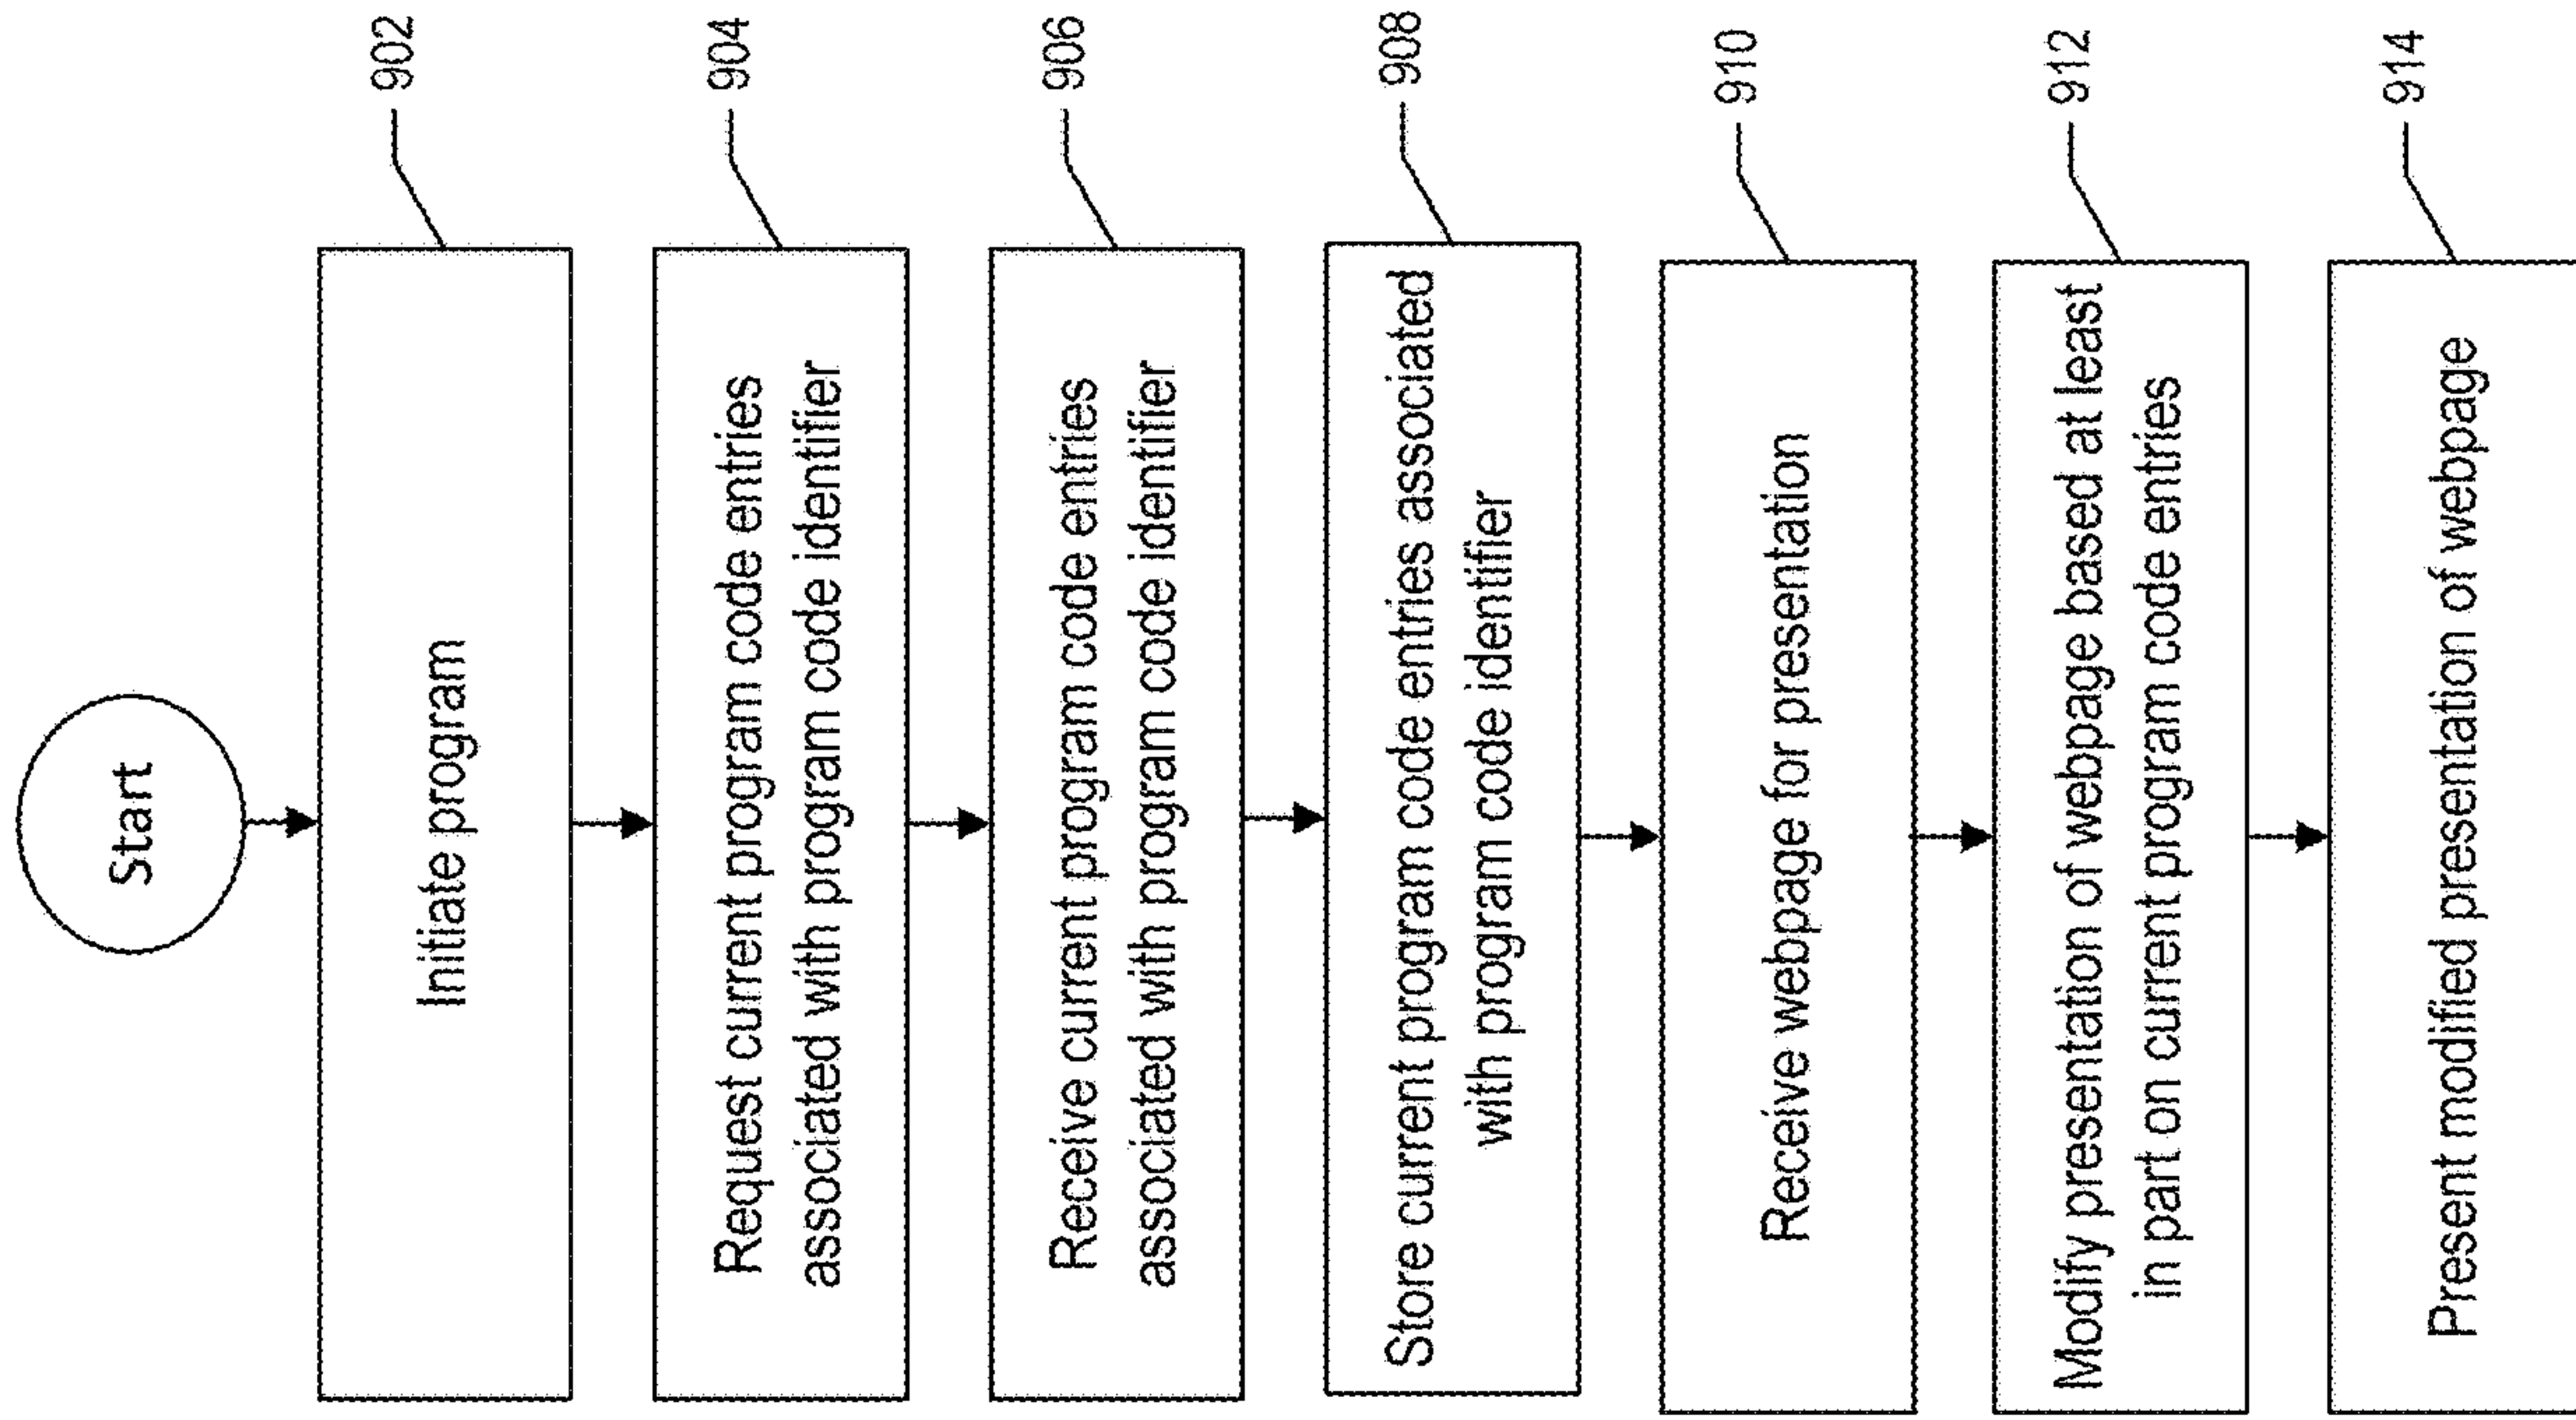 Start
Initiate program
902
Request current program code entries
associated with program code identifier
904
Receive current program code entries
associated with program code identifier
906
Store current program code entries associated
with program code identifier
908
Receive webpage for presentation
910
Modify presentation of webpage based at least
in part on current program code entries
912
Present modified presentation of webpage
914